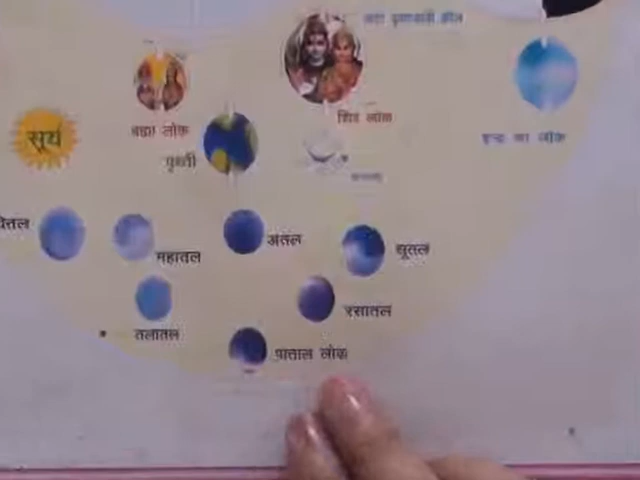 ब्रह्मा लोक
शिव लोक
इन्द्र का लोक
सूर्य
पृथ्वी
वितल
महातल
अतल
सुतल
तलातल
रसातल
पाताल लोक